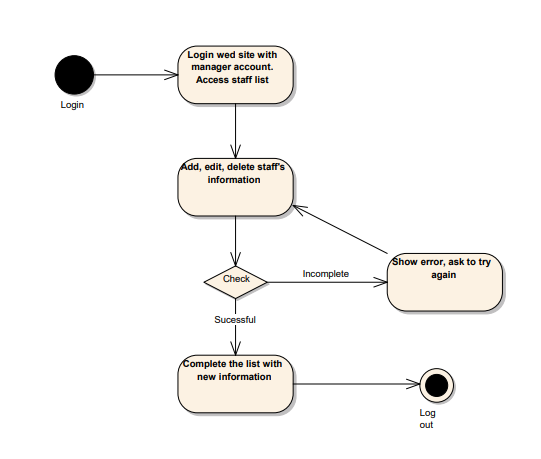 Login wed site with
manager account.
Access staff list
Login
Add, edit, delete staff's
information
Check
Incomplete
Show error, ask to try
again
Sucessful
Complete the list with
new information
Log
out